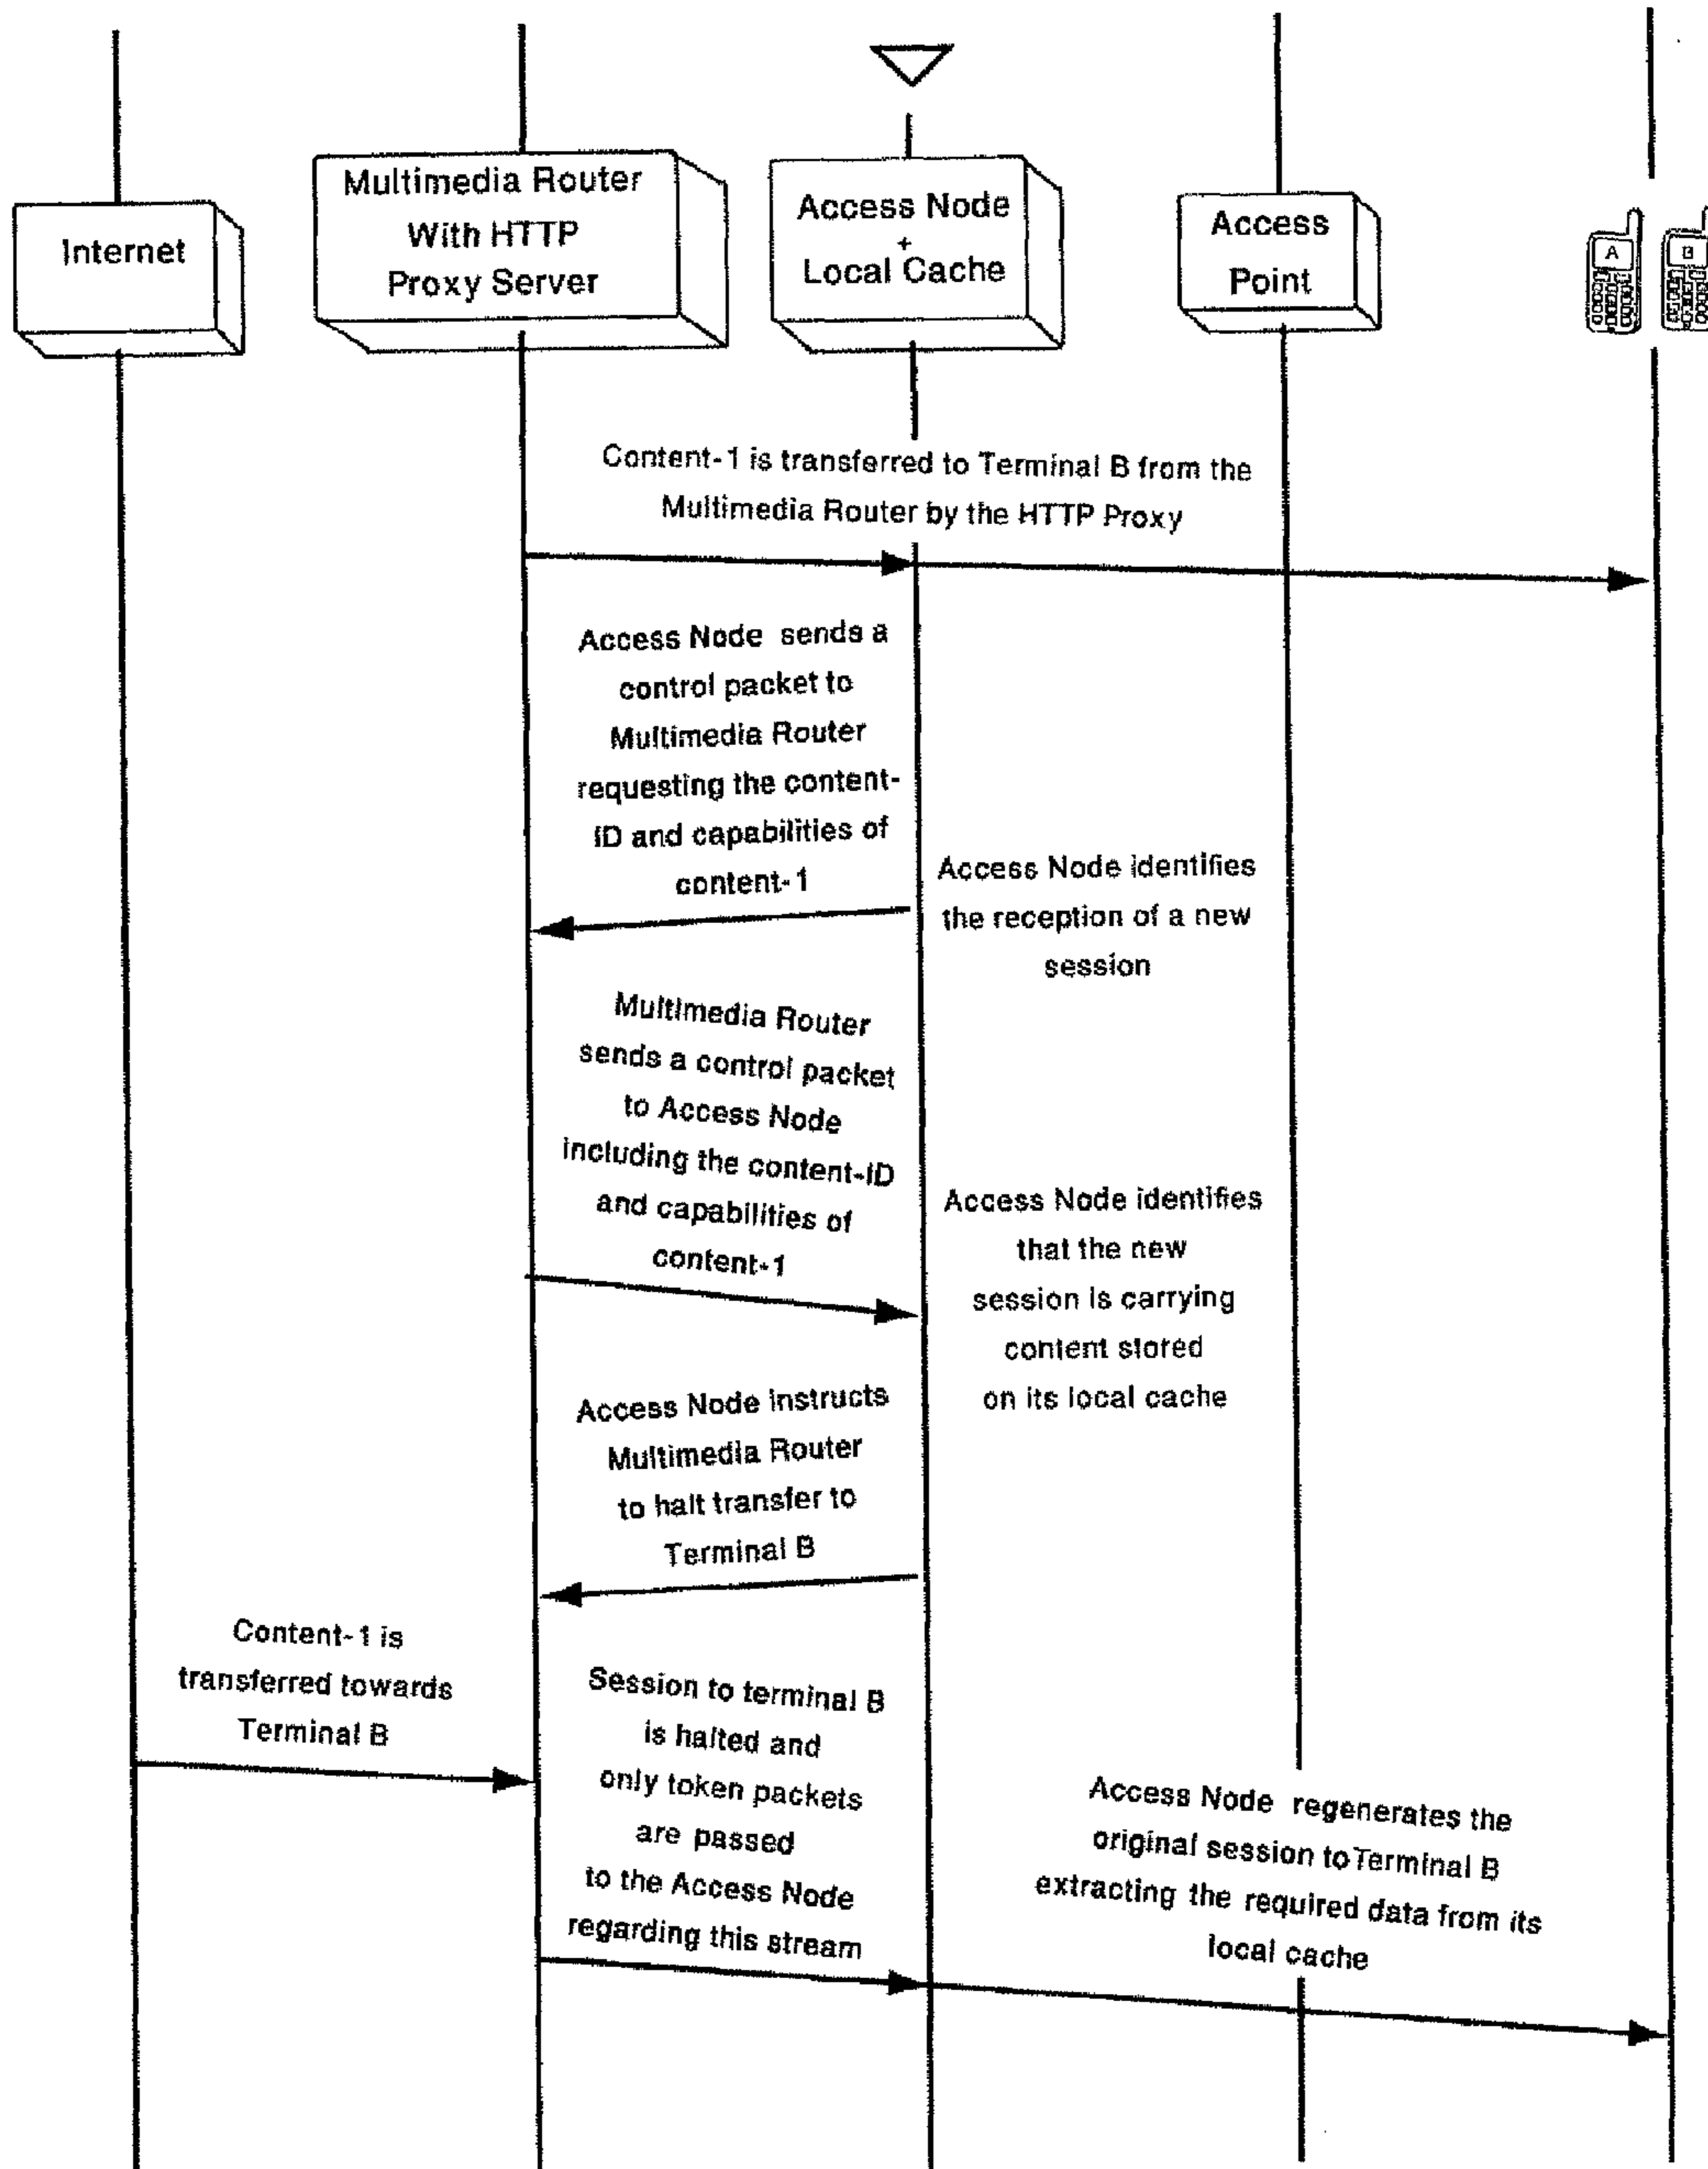 Internet
Multimedia Router
With HTTP
Proxy Server
Access Node
+
Local Cache
Access
Point
A
B
Content-1 is transferred to Terminal B from the
Multimedia Router by the HTTP Proxy
Access Node sends a
control packet to
Multimedia Router
requesting the content-
ID and capabilities of
content-1
Access Node identifies
the reception of a new
session
Multimedia Router
sends a control packet
to Access Node
including the content-ID
and capabilities of
content-1
Access Node identifies
that the new
session is carrying
content stored
on its local cache
Access Node instructs
Multimedia Router
to halt transfer to
Terminal B
Content-1 is
transferred towards
Terminal B
Session to terminal B
is halted and
only token packets
are passed
to the Access Node
regarding this stream
Access Node regenerates the
original session toTerminal B
extracting the required data from its
local cache